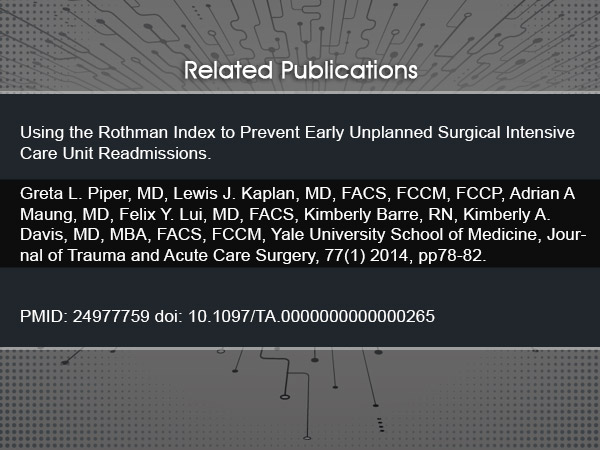 Related Publications
Using the Rothman Index to Prevent Early Unplanned Surgical Intensive
Care Unit Readmissions.
Greta L. Piper, MD, Lewis J. Kaplan, MD, FACS, FCCM, FCCP, Adrian A
Maung, MD, Felix Y. Lui, MD, FACS, Kimberly Barre, RN, Kimberly A.
Davis, MD, MBA, FACS, FCCM, Yale University School of Medicine, Jour-
nal of Trauma and Acute Care Surgery, 77(1) 2014, pp78-82.
PMID: 24977759 doi: 10.1097/TA.0000000000000265